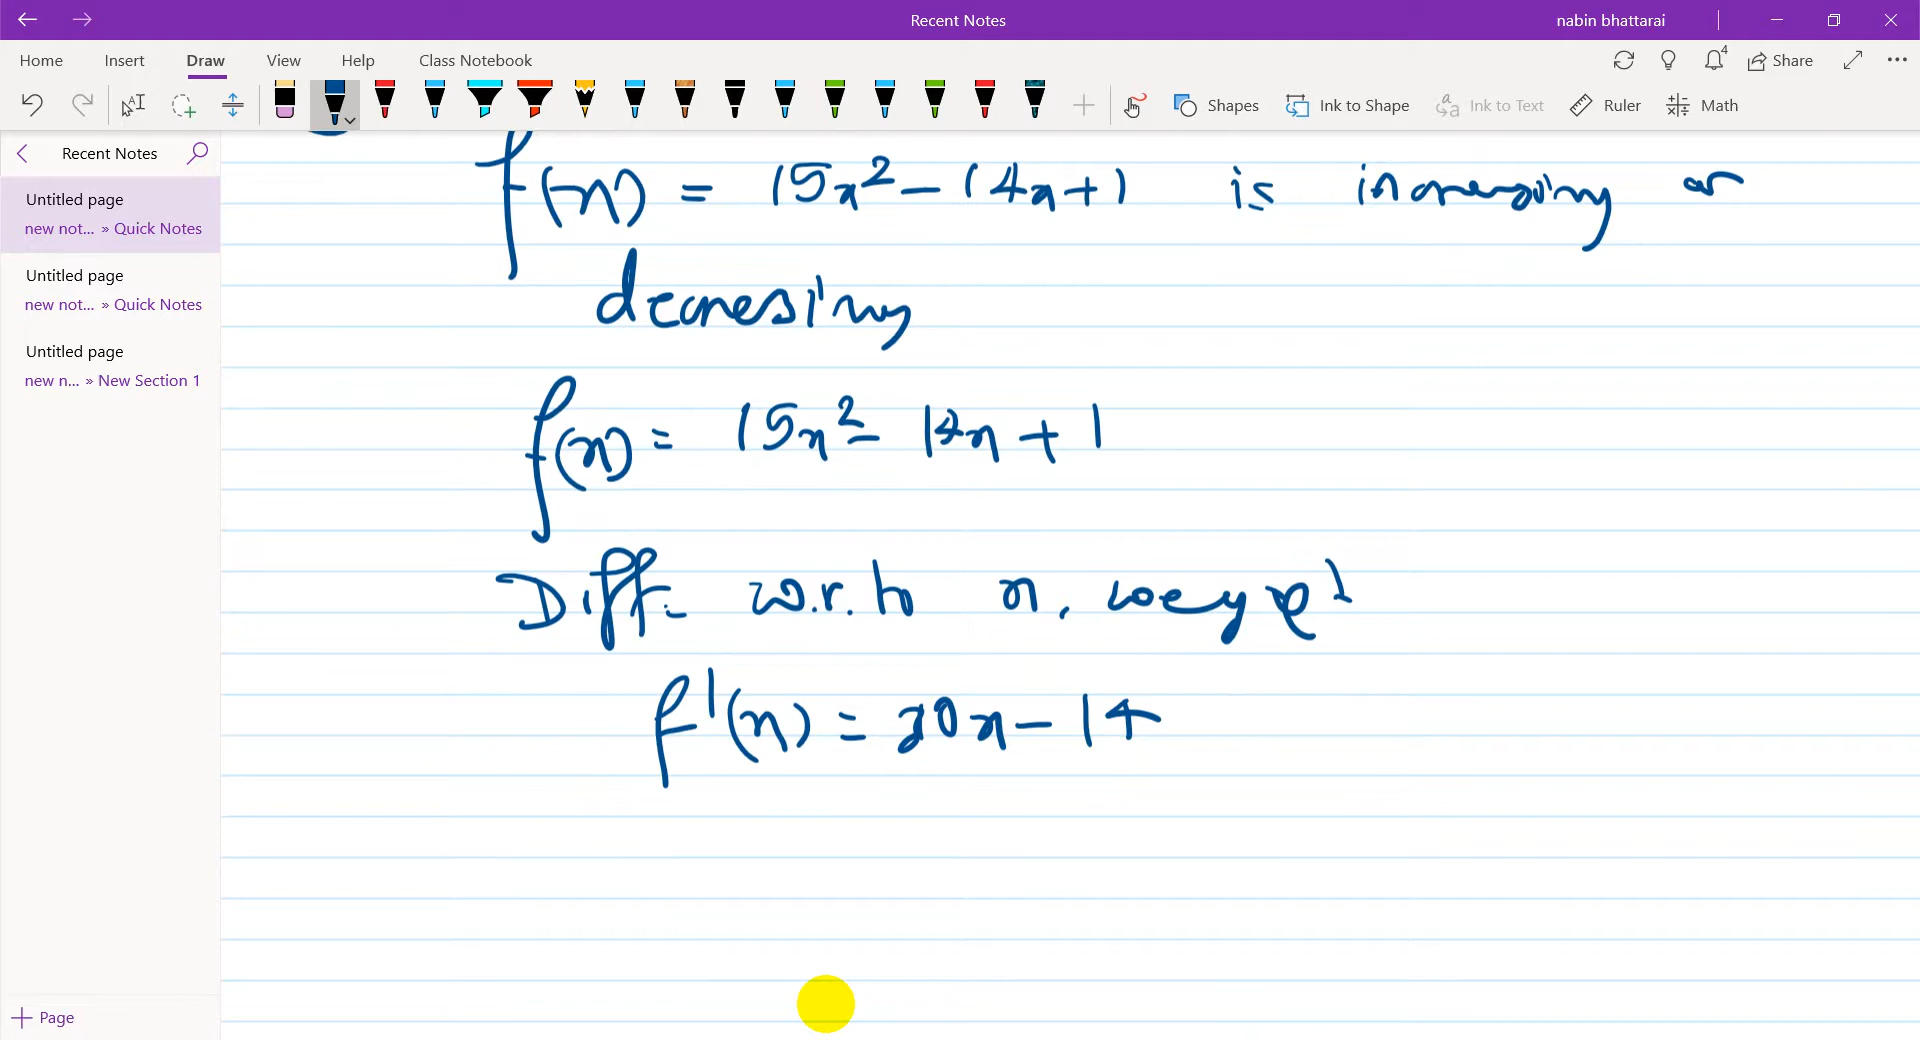 Recent Notes
nabin bhattarai
Home Insert Draw View Help Class Notebook
4
Share
Shapes Ink to Shape Ink to Text Ruler Math
Recent Notes
Untitled page
new not... » Quick Notes
Untitled page
new not... » Quick Notes
Untitled page
new n... » New Section 1
Page
f(x) = 15x² - 14x + 1 is increasing or
decreasing
f(x) = 15x² - 14x + 1
Diff. w.r. to x, we get
f'(x) = 30x - 14